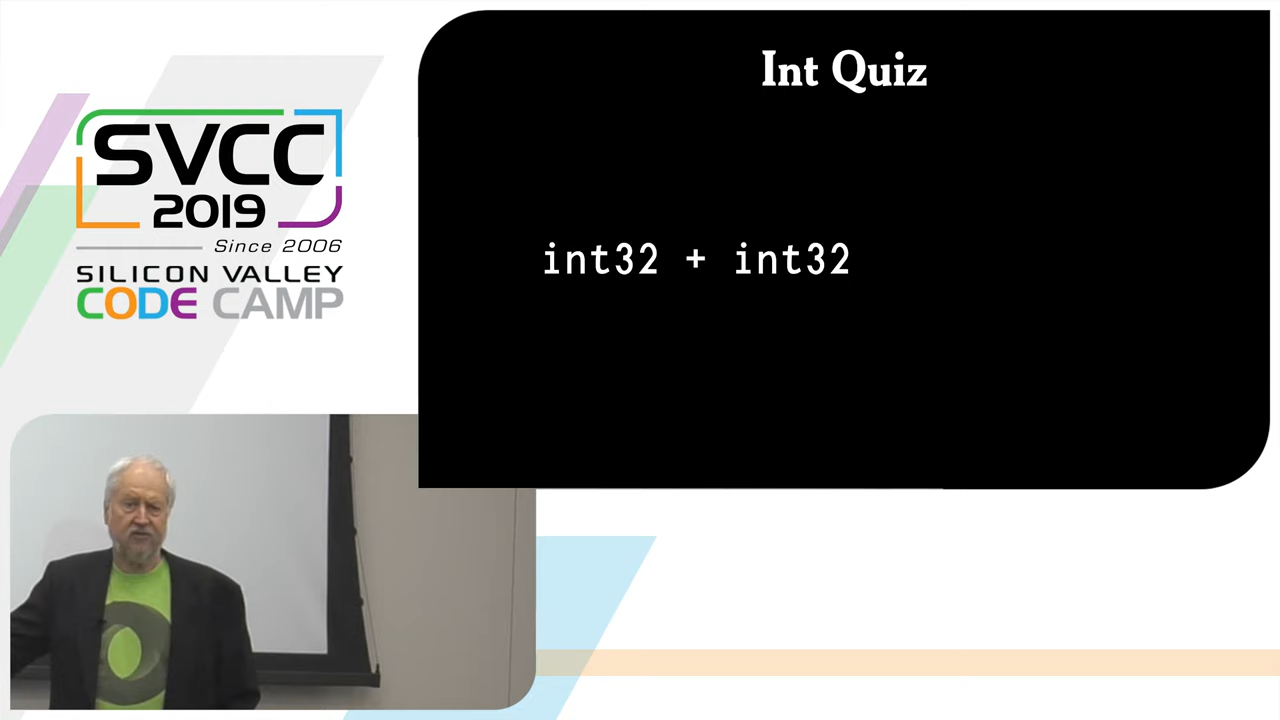 SVCC
2019
Since 2006
SILICON VALLEY
CODE CAMP
Int Quiz
int32 + int32